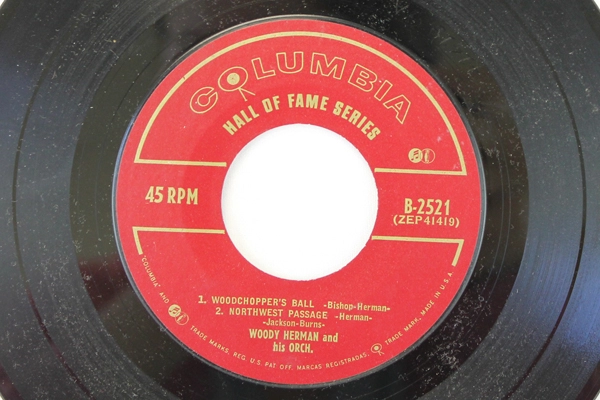 COLUMBIA
HALL OF FAME SERIES
45 RPM
B-2521
(ZEP41419)
1. WOODCHOPPER'S BALL -Bishop-Herman-
2. NORTHWEST PASSAGE -Herman-
-Jackson-Burns-
WOODY HERMAN and
his ORCH.
"COLUMBIA" AND TRADE MARKS, REG. U.S. PAT. OFF. MARCAS REGISTRADAS, TRADE MARK, MADE IN U.S.A.